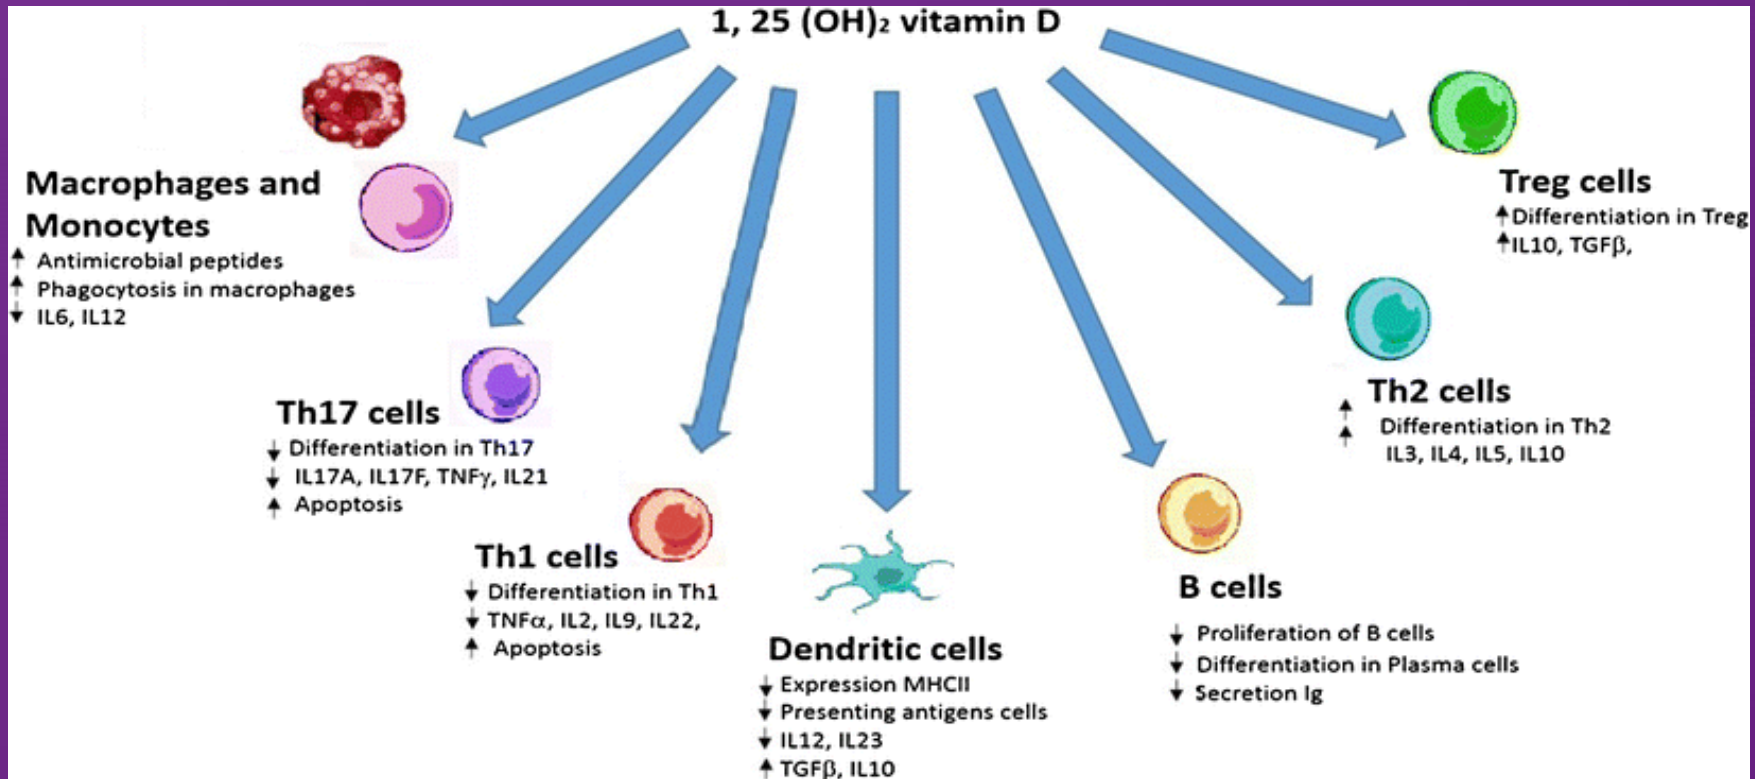 1, 25 (OH)₂ vitamin D
Macrophages and
Monocytes
↑ Antimicrobial peptides
↑ Phagocytosis in macrophages
↓ IL6, IL12
Th17 cells
↓ Differentiation in Th17
↓ IL17A, IL17F, TNFγ, IL21
↑ Apoptosis
Th1 cells
↓ Differentiation in Th1
↓ TNFα, IL2, IL9, IL22,
↑ Apoptosis
Dendritic cells
↓ Expression MHCII
↓ Presenting antigens cells
↓ IL12, IL23
↑ TGFβ, IL10
B cells
↓ Proliferation of B cells
↓ Differentiation in Plasma cells
↓ Secretion Ig
Th2 cells
↑ Differentiation in Th2
↑ IL3, IL4, IL5, IL10
Treg cells
↑Differentiation in Treg
↑IL10, TGFβ,